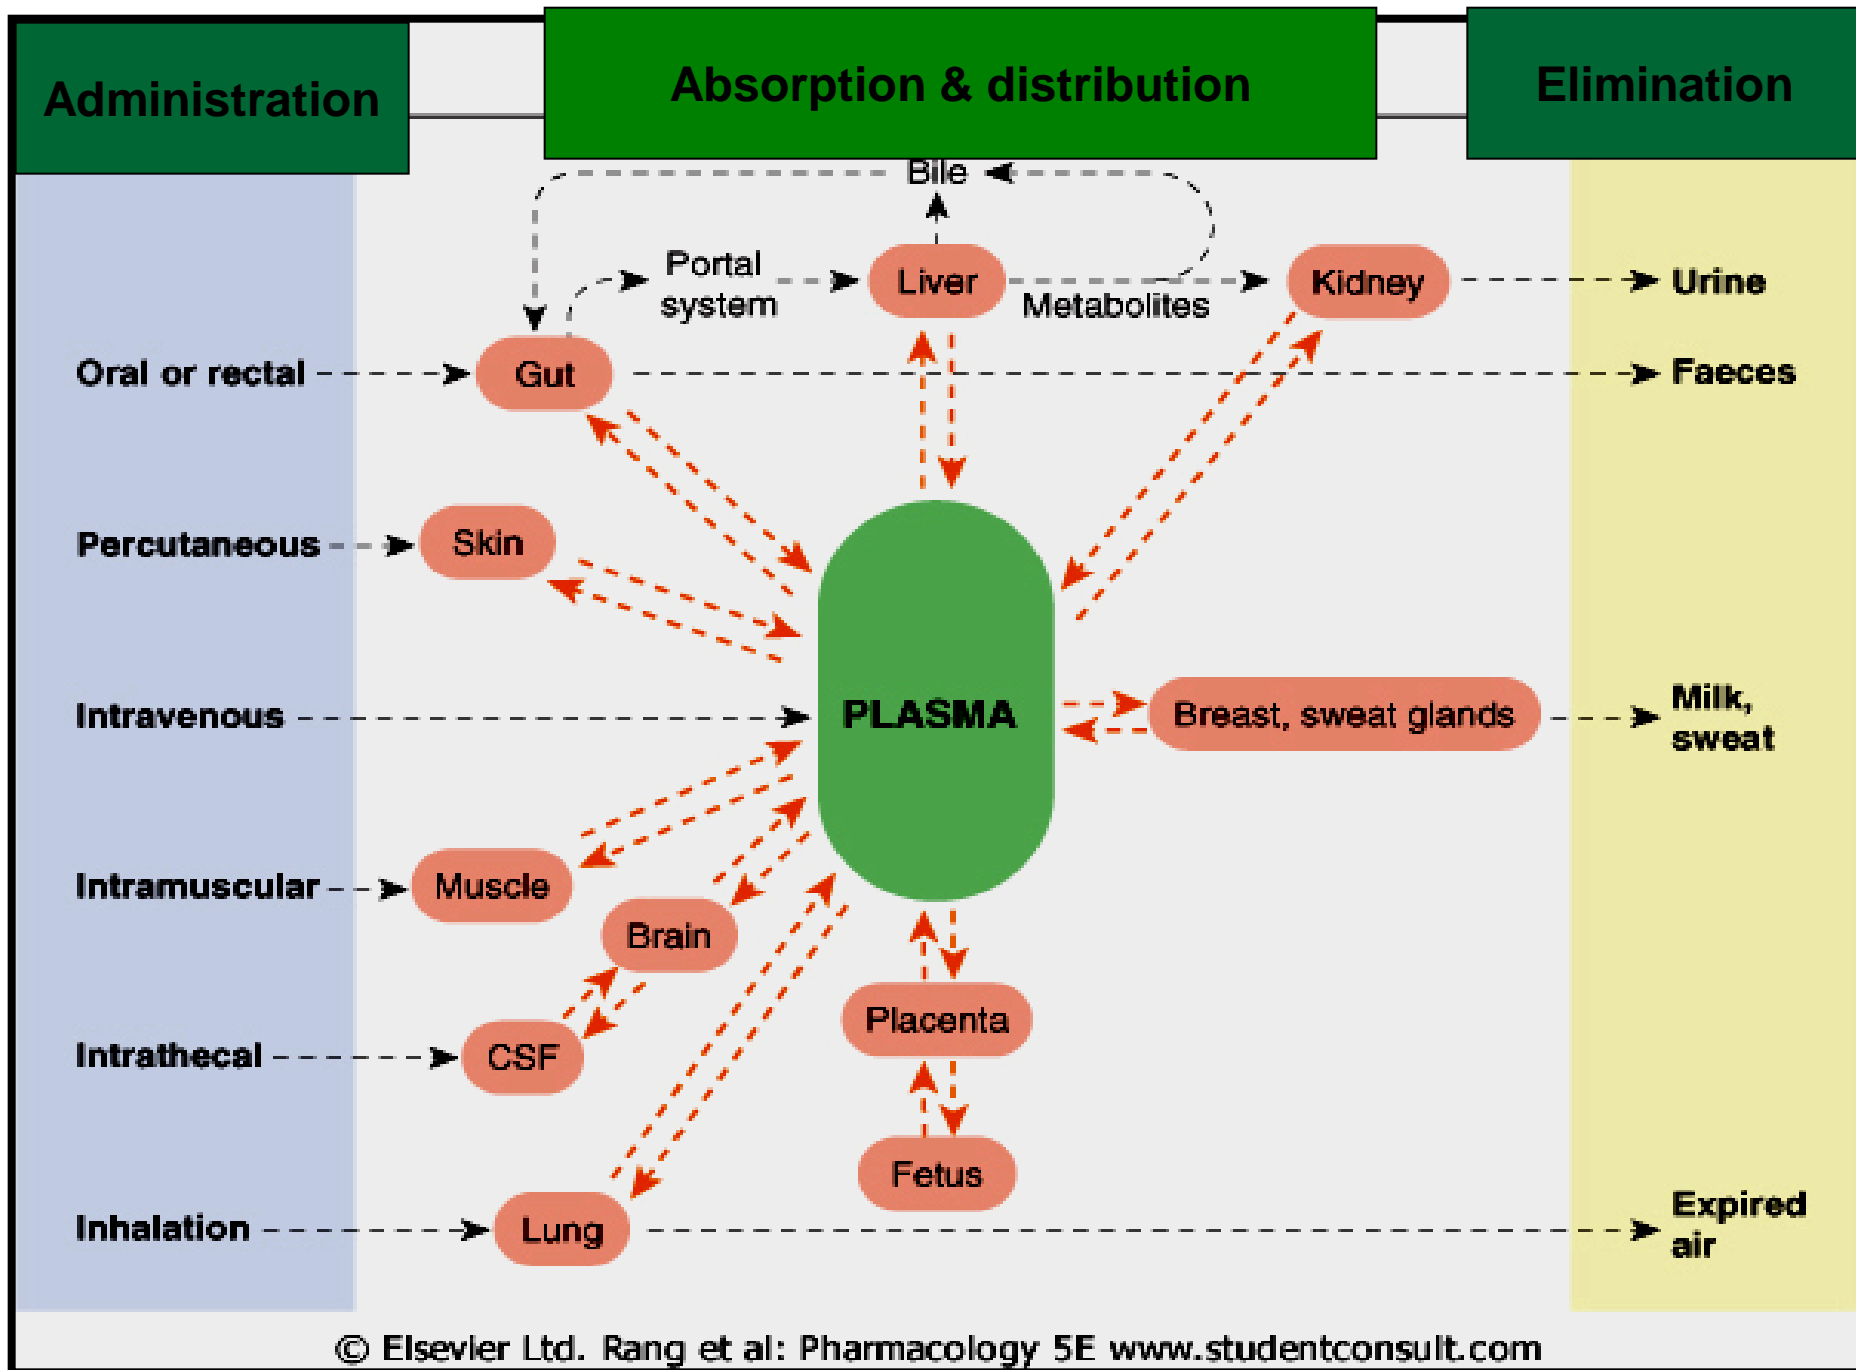 Administration
Absorption & distribution
Elimination
Bile
Portal
system
Liver
Metabolites
Kidney
Urine
Oral or rectal
Gut
Faeces
Percutaneous
Skin
Intravenous
PLASMA
Breast, sweat glands
Milk,
sweat
Intramuscular
Muscle
Brain
Placenta
Intrathecal
CSF
Fetus
Inhalation
Lung
Expired
air
© Elsevier Ltd. Rang et al: Pharmacology 5E www.studentconsult.com